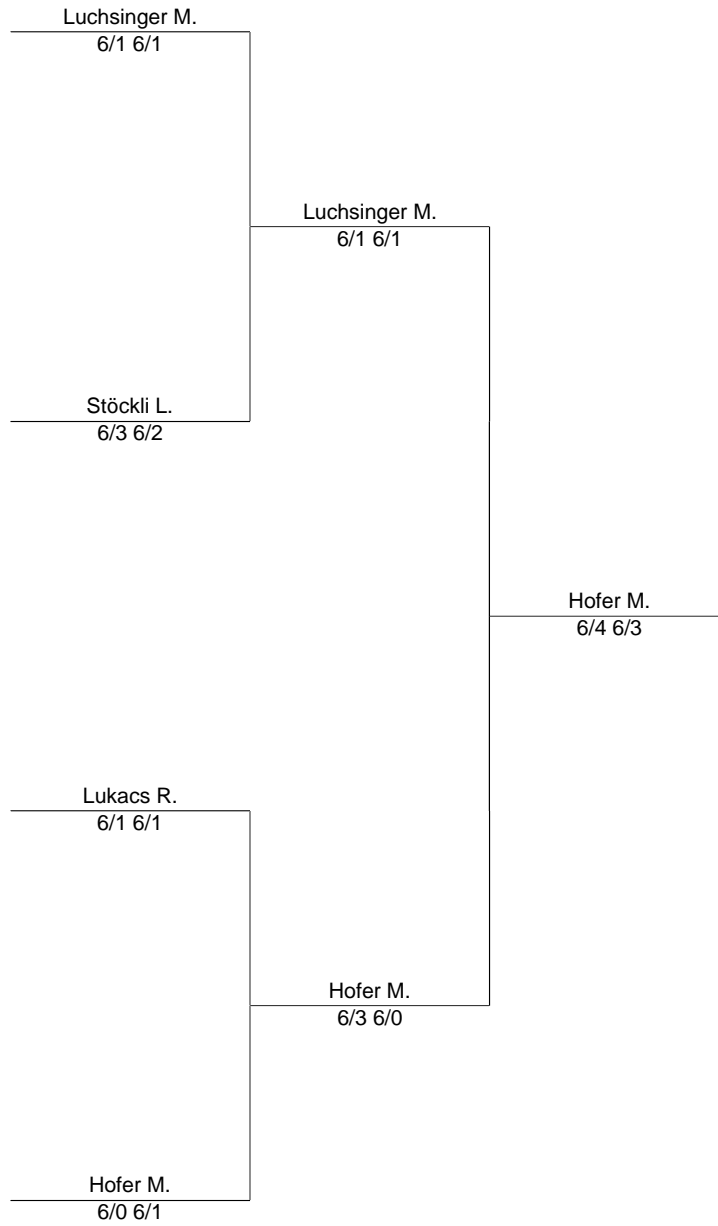 Luchsinger M.
6/1 6/1
Luchsinger M.
6/1 6/1
Stöckli L.
6/3 6/2
Hofer M.
6/4 6/3
Lukacs R.
6/1 6/1
Hofer M.
6/3 6/0
Hofer M.
6/0 6/1